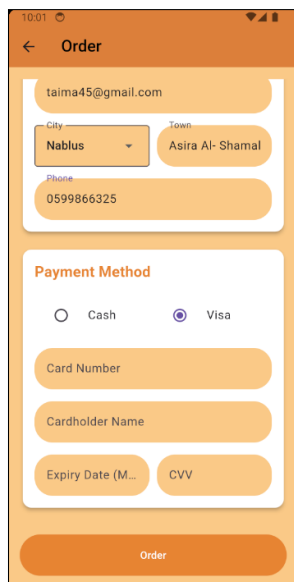 10:01
Order
taima45@gmail.com
City
Nablus
Town
Asira Al- Shamal
Phone
0599866325
Payment Method
Cash
Visa
Card Number
Cardholder Name
Expiry Date (M...
CVV
Order